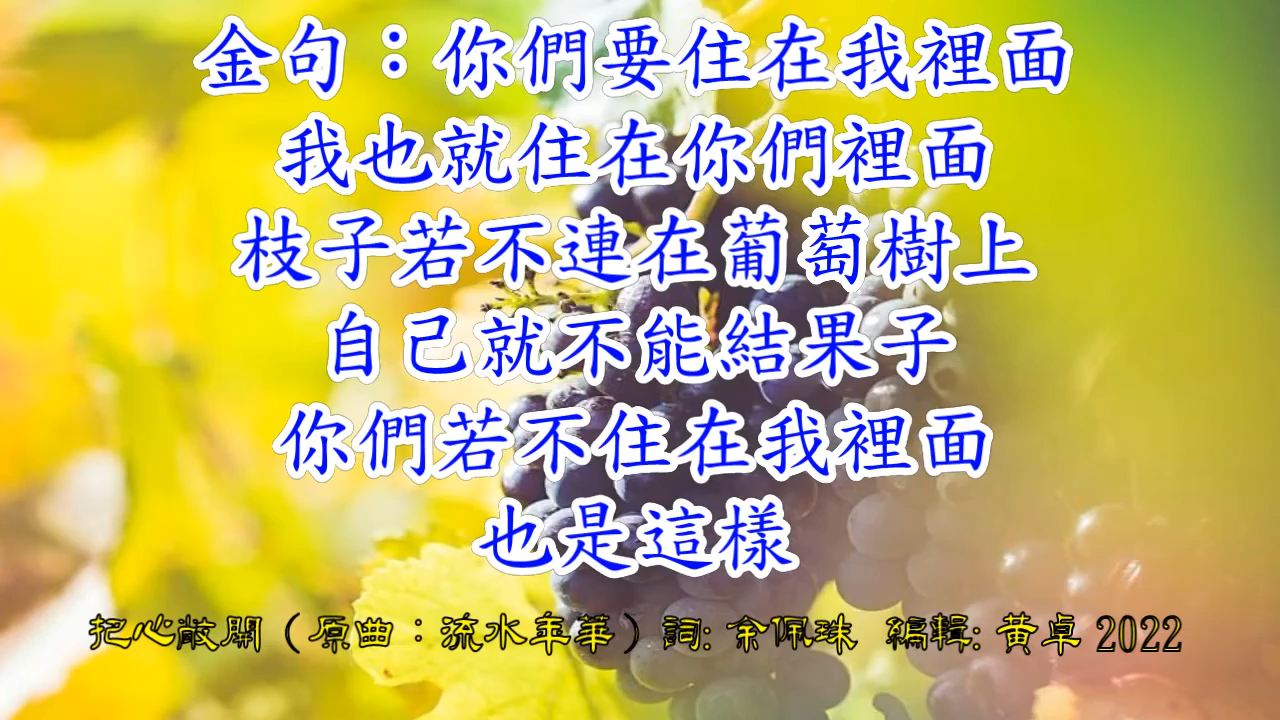 金句：你們要住在我裡面
我也就住在你們裡面
枝子若不連在葡萄樹上
自己就不能結果子
你們若不住在我裡面
也是這樣
把心敞開（原曲：流水年華）詞: 余佩珠 編輯: 黄卓 2022